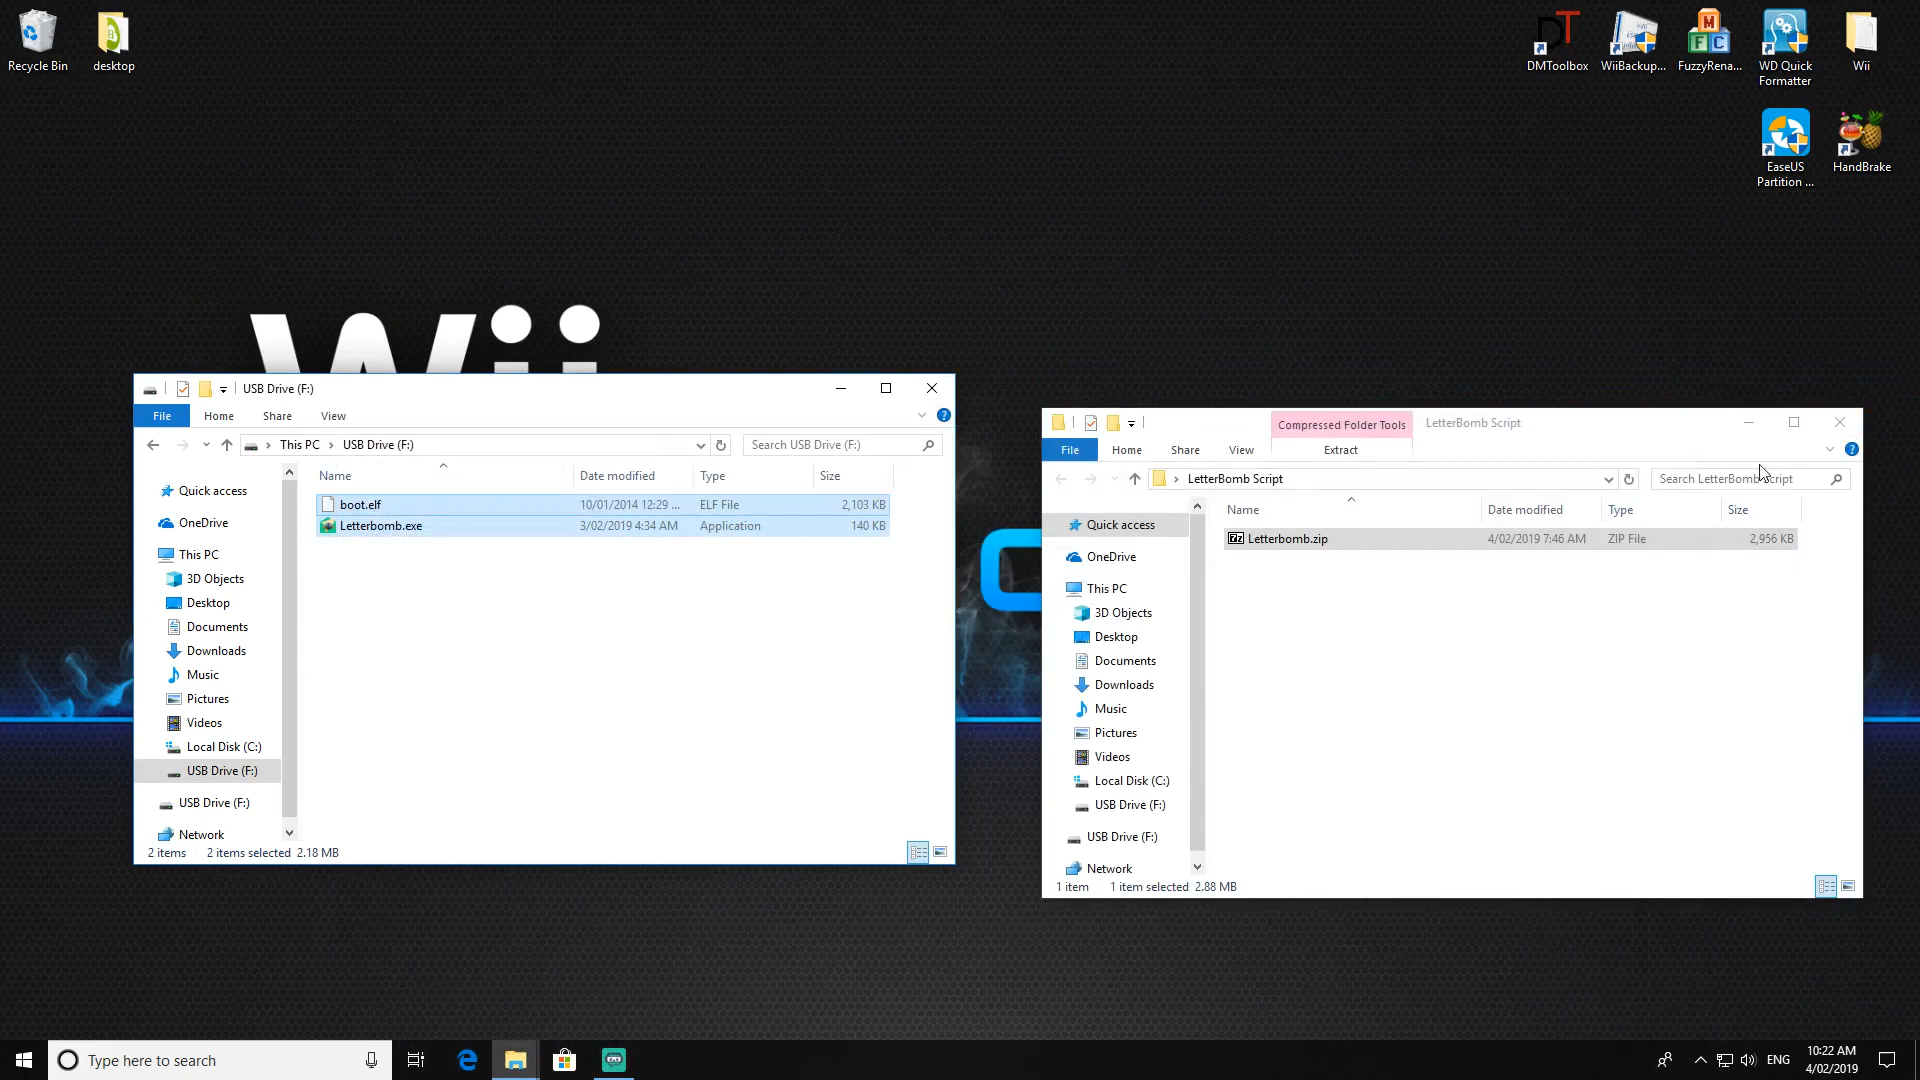 Recycle Bin
desktop
DMToolbox
WiiBackup...
FuzzyRena...
WD Quick
Formatter
Wii
EaseUS
Partition ...
HandBrake
Wii
USB Drive (F:)
File Home Share View
This PC > USB Drive (F:)
Search USB Drive (F:)
Name Date modified Type Size
boot.elf 10/01/2014 12:29 ... ELF File 2,103 KB
Letterbomb.exe 3/02/2019 4:34 AM Application 140 KB
Quick access
OneDrive
This PC
3D Objects
Desktop
Documents
Downloads
Music
Pictures
Videos
Local Disk (C:)
USB Drive (F:)
USB Drive (F:)
Network
2 items 2 items selected 2.18 MB
Compressed Folder Tools LetterBomb Script
File Home Share View Extract
> LetterBomb Script
Search LetterBomb Script
Name Date modified Type Size
Letterbomb.zip 4/02/2019 7:46 AM ZIP File 2,956 KB
Quick access
OneDrive
This PC
3D Objects
Desktop
Documents
Downloads
Music
Pictures
Videos
Local Disk (C:)
USB Drive (F:)
USB Drive (F:)
Network
1 item 1 item selected 2.88 MB
Type here to search
ENG
10:22 AM
4/02/2019